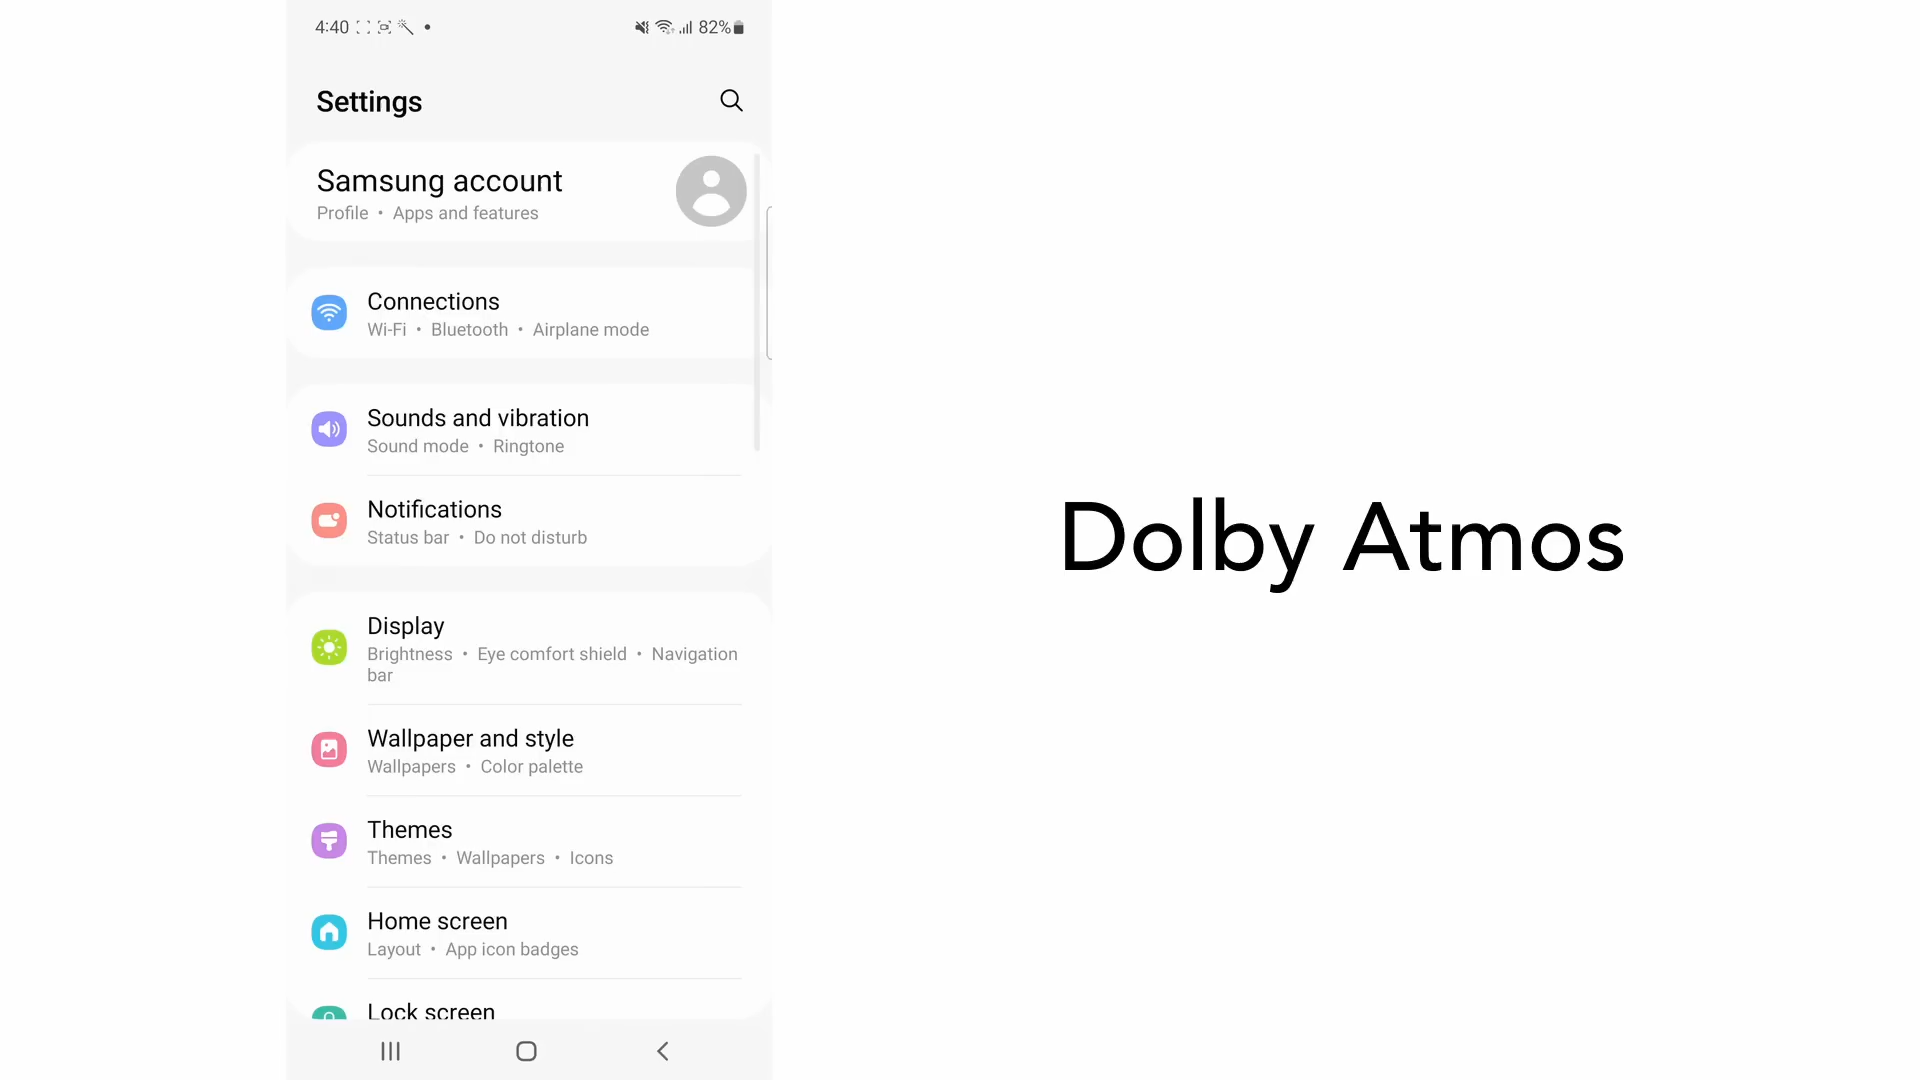 4:40
82%
Settings
Samsung account
Profile • Apps and features
Connections
Wi-Fi • Bluetooth • Airplane mode
Sounds and vibration
Sound mode • Ringtone
Notifications
Status bar • Do not disturb
Display
Brightness • Eye comfort shield • Navigation
bar
Wallpaper and style
Wallpapers • Color palette
Themes
Themes • Wallpapers • Icons
Home screen
Layout • App icon badges
Lock screen
Dolby Atmos